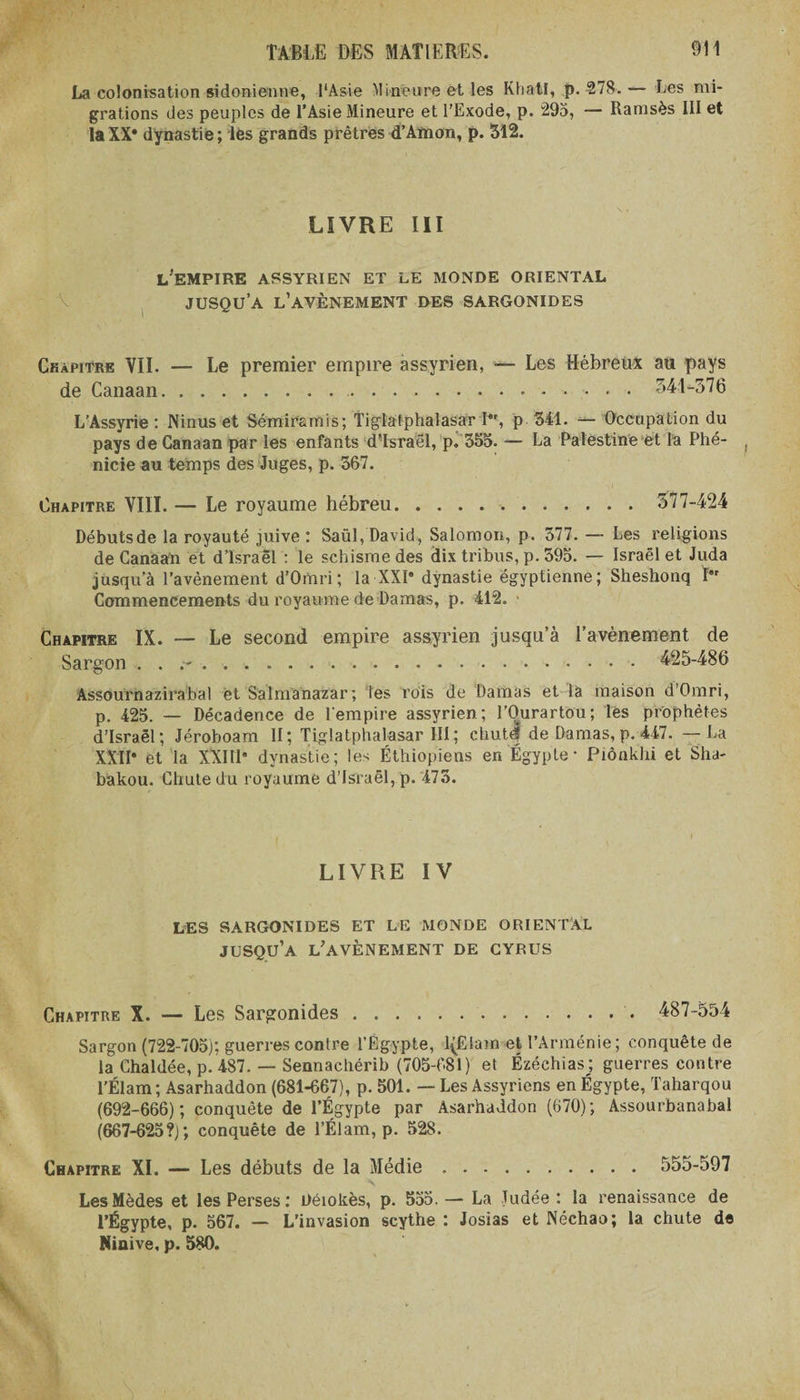 TABLE DES MATIERES. 911
La colonisation sidonienne, l'Asie Mineure et les Khati, p. 278. — Les mi-
grations des peuples de l'Asie Mineure et l'Exode, p. 295, — Ramsès III et
la XXe dynastie; les grands prêtres d'Amon, p. 312.
LIVRE III
L'EMPIRE ASSYRIEN ET LE MONDE ORIENTAL
JUSQU'A L'AVÈNEMENT DES SARGONIDES
CHAPITRE VII. — Le premier empire assyrien, — Les Hébreux au pays
de Canaan. . . . . . . . . . . . . . . . . . . . . . . . 341-376
L'Assyrie : Ninus et Sémiramis; Tiglatphalasar Ier, p 341. — Occupation du
pays de Canaan par les enfants d'Israël, p. 355. — La Palestine et la Phé-
nicie au temps des Juges, p. 367.
CHAPITRE VIII. — Le royaume hébreu. . . . . . . . . . . . 377-424
Débuts de la royauté juive : Saül, David, Salomon, p. 377. — Les religions
de Canaan et d'Israël : le schisme des dix tribus, p. 395. — Israël et Juda
jusqu'à l'avènement d'Omri; la XXIe dynastie égyptienne; Sheshonq Ier
Commencements du royaume de Damas, p. 412.
CHAPITRE IX. — Le second empire assyrien jusqu'à l'avènement de
Sargon . . . . . . . . . . . . . . . . . . . . . . . . 425-486
Assournazirabal et Salmanazar; les rois de Damas et la maison d'Omri,
p. 425. — Décadence de l'empire assyrien; l'Ourartou; les prophètes
d'Israël; Jéroboam II; Tiglatphalasar III; chute de Damas, p. 447. — La
XXIIe et la XXIIIe dynastie; les Éthiopiens en Égypte · Piônkhi et Sha-
bakou. Chute du royaume d'Israël, p. 473.
LIVRE IV
LES SARGONIDES ET LE MONDE ORIENTAL
JUSQU'A L'AVÈNEMENT DE CYRUS
CHAPITRE X. — Les Sargonides . . . . . . . . . . . . . . 487-554
Sargon (722-705); guerres contre l'Égypte, l'Élam et l'Arménie; conquête de
la Chaldée, p. 487. — Sennachérib (705-681) et Ézéchias; guerres contre
l'Élam; Asarhaddon (681-667), p. 501. — Les Assyriens en Égypte, Taharqou
(692-666); conquête de l'Égypte par Asarhaddon (670); Assourbanabal
(667-625?); conquête de l'Élam, p. 528.
CHAPITRE XI. — Les débuts de la Médie . . . . . . . . . . 555-597
Les Mèdes et les Perses : Déiokès, p. 555. — La Judée : la renaissance de
l'Égypte, p. 567. — L'invasion scythe : Josias et Néchao; la chute de
Ninive, p. 580.